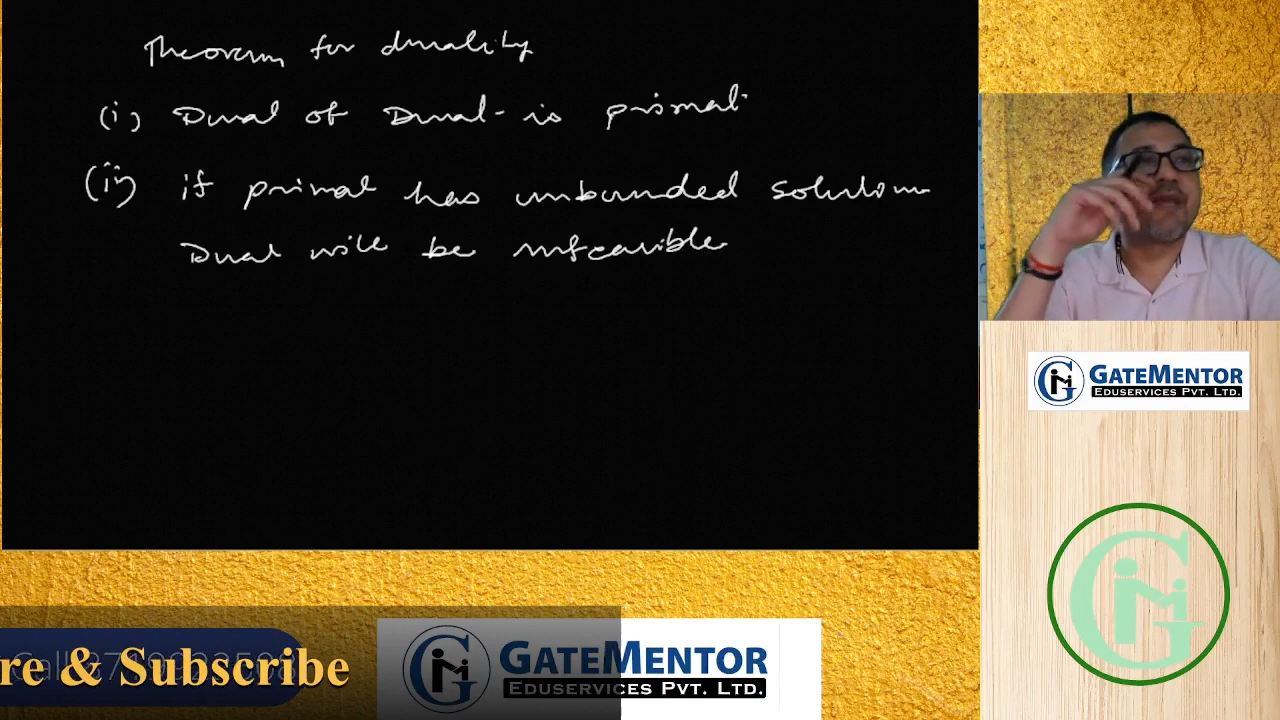 Theorem for duality
(i) Dual of Dual is primal
(ii) if primal has unbounded solution
Dual will be infeasible
GATEMENTOR
EDUSERVICES PVT. LTD.
re & Subscribe
GATEMENTOR
EDUSERVICES PVT. LTD.